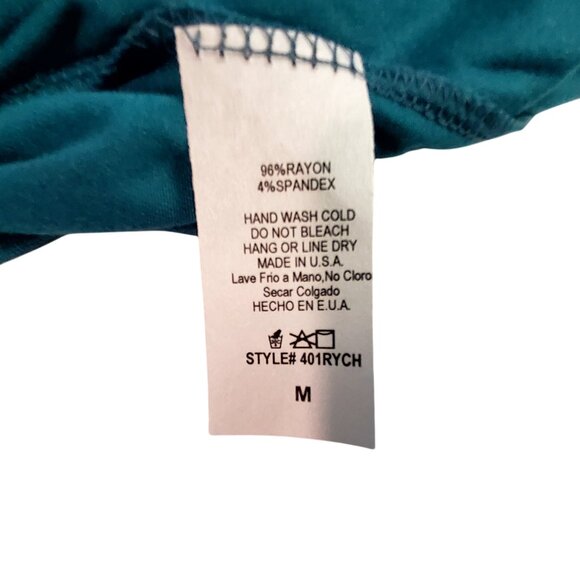 96%RAYON
4%SPANDEX
HAND WASH COLD
DO NOT BLEACH
HANG OR LINE DRY
MADE IN U.S.A.
Lave Frio a Mano,No Cloro
Secar Colgado
HECHO EN E.U.A.
STYLE# 401RYCH
M